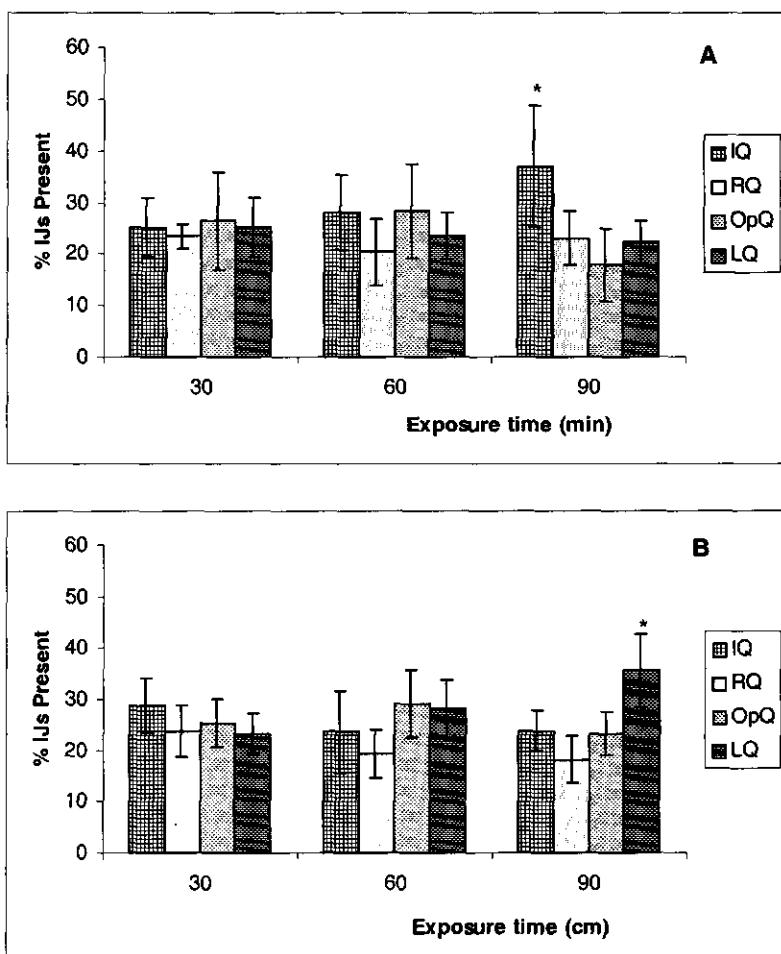 A
60
50
40
30
20
10
0
% IJs Present
*
30 60 90
Exposure time (min)
IQ
RQ
OpQ
LQ
B
60
50
40
30
20
10
0
% IJs Present
*
30 60 90
Exposure time (cm)
IQ
RQ
OpQ
LQ